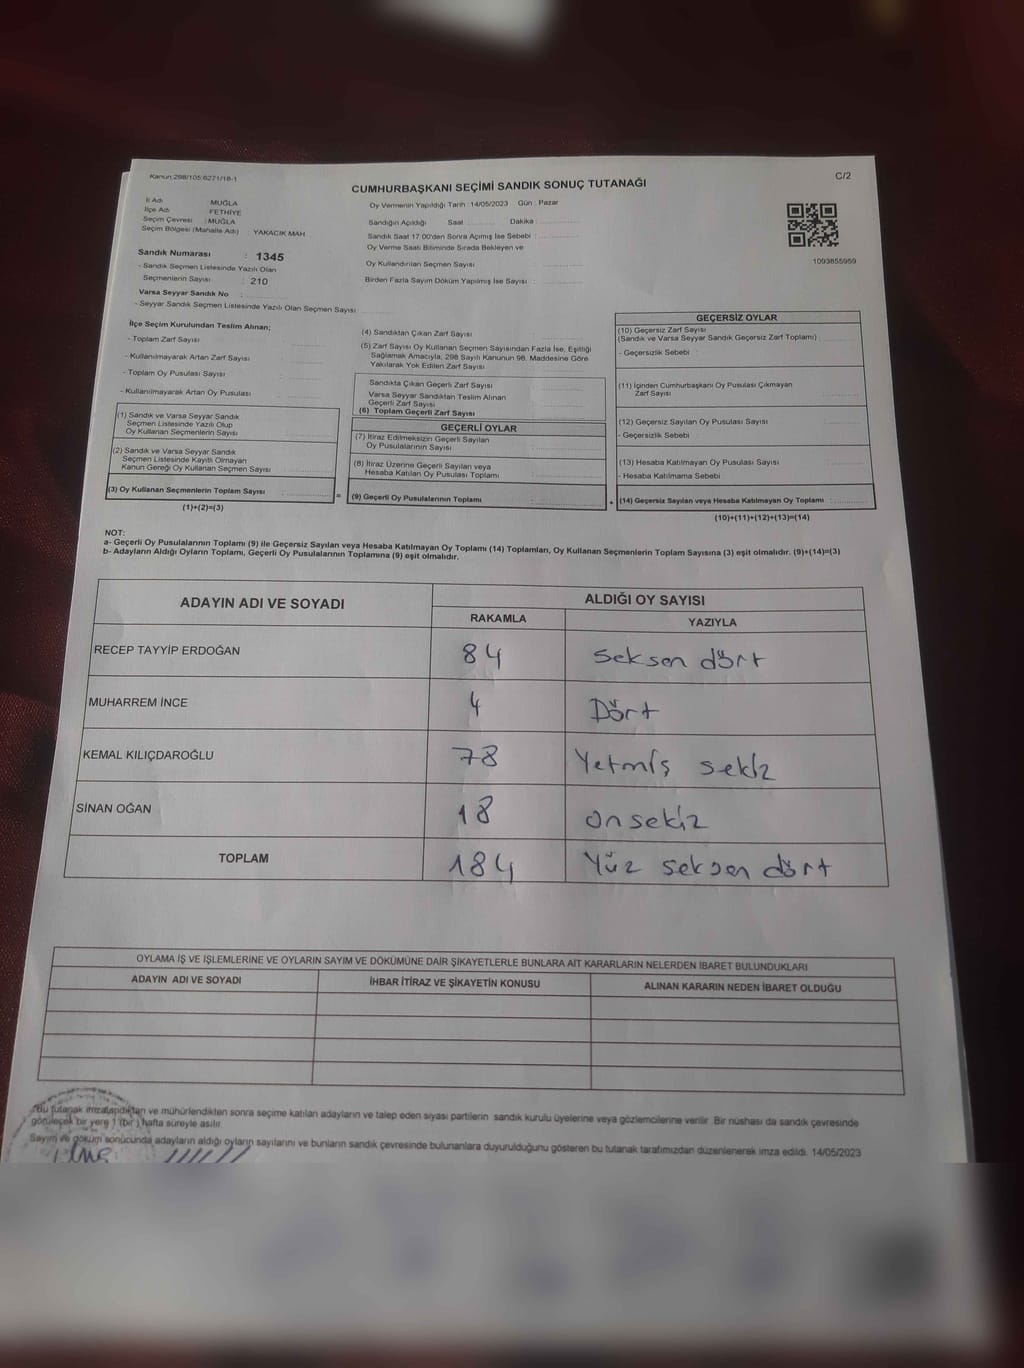 Kanun:298/105;6271/18-1
C/2
CUMHURBAŞKANI SEÇİMİ SANDIK SONUÇ TUTANAĞI
İl Adı : MUĞLA
İlçe Adı : FETHİYE
Seçim Çevresi : MUĞLA
Seçim Bölgesi (Mahalle Adı) : YAKACIK MAH
Sandık Numarası : 1345
- Sandık Seçmen Listesinde Yazılı Olan
Seçmenlerin Sayısı : 210
Varsa Seyyar Sandık No :
- Seyyar Sandık Seçmen Listesinde Yazılı Olan Seçmen Sayısı
Oy Vermenin Yapıldığı Tarih : 14/05/2023 Gün : Pazar
Sandığın Açıldığı Saat Dakika :
Sandık Saat 17:00'den Sonra Açılmış İse Sebebi :
Oy Verme Saati Bitiminde Sırada Bekleyen ve
Oy Kullandırılan Seçmen Sayısı
Birden Fazla Sayım Döküm Yapılmış İse Sayısı :
1093855959
İlçe Seçim Kurulundan Teslim Alınan;
- Toplam Zarf Sayısı
- Kullanılmayarak Artan Zarf Sayısı
- Toplam Oy Pusulası Sayısı
- Kullanılmayarak Artan Oy Pusulası
(1) Sandık ve Varsa Seyyar Sandık
Seçmen Listesinde Yazılı Olup
Oy Kullanan Seçmenlerin Sayısı
(2) Sandık ve Varsa Seyyar Sandık
Seçmen Listesinde Kayıtlı Olmayan
Kanun Gereği Oy Kullanan Seçmen Sayısı
(3) Oy Kullanan Seçmenlerin Toplam Sayısı :
(1)+(2)=(3)
=
(4) Sandıktan Çıkan Zarf Sayısı
(5) Zarf Sayısı Oy Kullanan Seçmen Sayısından Fazla İse, Eşitliği
Sağlamak Amacıyla, 298 Sayılı Kanunun 98. Maddesine Göre
Yakılarak Yok Edilen Zarf Sayısı
Sandıkta Çıkan Geçerli Zarf Sayısı
Varsa Seyyar Sandıktan Teslim Alınan
Geçerli Zarf Sayısı
(6) Toplam Geçerli Zarf Sayısı
GEÇERLİ OYLAR
(7) İtiraz Edilmeksizin Geçerli Sayılan
Oy Pusulalarının Sayısı
(8) İtiraz Üzerine Geçerli Sayılan veya
Hesaba Katılan Oy Pusulası Toplamı
(9) Geçerli Oy Pusulalarının Toplamı
+
GEÇERSİZ OYLAR
(10) Geçersiz Zarf Sayısı
(Sandık ve Varsa Seyyar Sandık Geçersiz Zarf Toplamı)
- Geçersizlik Sebebi
(11) İçinden Cumhurbaşkanı Oy Pusulası Çıkmayan
Zarf Sayısı
(12) Geçersiz Sayılan Oy Pusulası Sayısı
- Geçersizlik Sebebi
(13) Hesaba Katılmayan Oy Pusulası Sayısı
- Hesaba Katılmama Sebebi
(14) Geçersiz Sayılan veya Hesaba Katılmayan Oy Toplamı :
(10)+(11)+(12)+(13)=(14)
NOT:
a- Geçerli Oy Pusulalarının Toplamı (9) ile Geçersiz Sayılan veya Hesaba Katılmayan Oy Toplamı (14) Toplamları, Oy Kullanan Seçmenlerin Toplam Sayısına (3) eşit olmalıdır. (9)+(14)=(3)
b- Adayların Aldığı Oyların Toplamı, Geçerli Oy Pusulalarının Toplamına (9) eşit olmalıdır.
ADAYIN ADI VE SOYADI ALDIĞI OY SAYISI
RAKAMLA YAZIYLA
RECEP TAYYİP ERDOĞAN 84 seksen dört
MUHARREM İNCE 4 Dört
KEMAL KILIÇDAROĞLU 78 Yetmiş sekiz
SİNAN OĞAN 18 onsekiz
TOPLAM 184 Yüz seksen dört
OYLAMA İŞ VE İŞLEMLERİNE VE OYLARIN SAYIM VE DÖKÜMÜNE DAİR ŞİKAYETLERLE BUNLARA AİT KARARLARIN NELERDEN İBARET BULUNDUKLARI
ADAYIN ADI VE SOYADI İHBAR İTİRAZ VE ŞİKAYETİN KONUSU ALINAN KARARIN NEDEN İBARET OLDUĞU
Bu tutanak imzalandıktan ve mühürlendikten sonra seçime katılan adayların ve talep eden siyasi partilerin sandık kurulu üyelerine veya gözlemcilerine verilir. Bir nüshası da sandık çevresinde
görülecek bir yere 1 (bir) hafta süreyle asılır.
Sayım ve döküm sonucunda adayların aldığı oyların sayılarını ve bunların sandık çevresinde bulunanlara duyurulduğunu gösteren bu tutanak tarafımızdan düzenlenerek imza edildi. 14/05/2023